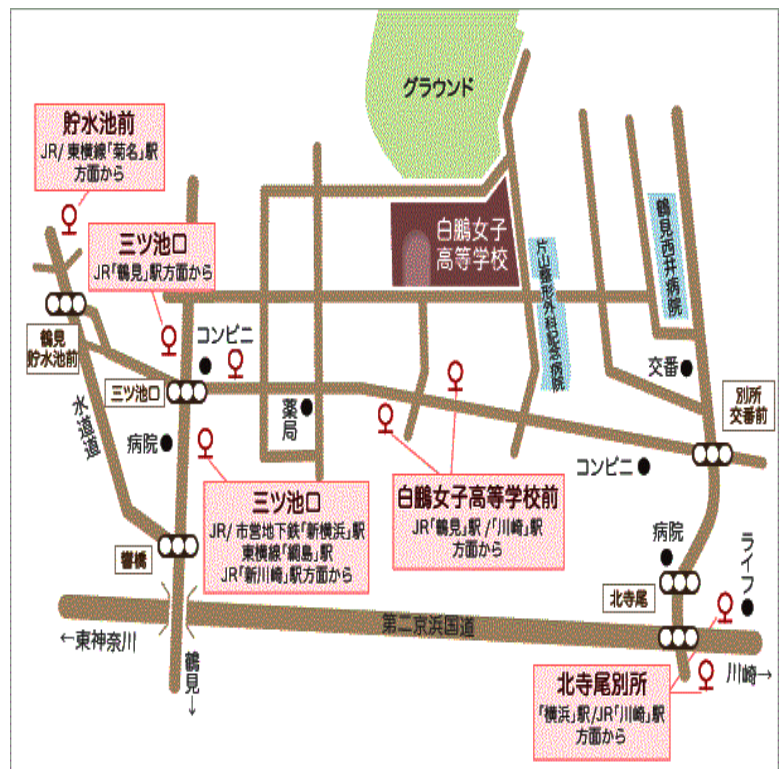 グラウンド
貯水池前
JR/ 東横線「菊名」駅
方面から
三ツ池口
JR「鶴見」駅方面から
白鵬女子
高等学校
鶴見西井病院
片山整形外科記念病院
コンビニ
鶴見
貯水池前
三ツ池口
水道道
病院
薬局
交番
別所
交番前
コンビニ
三ツ池口
JR/ 市営地下鉄「新横浜」駅
東横線「綱島」駅
JR「新川崎」駅方面から
白鵬女子高等学校前
JR「鶴見」駅 /「川崎」駅
方面から
響橋
病院
ライフ
北寺尾
第二京浜国道
←東神奈川
鶴見→
川崎→
北寺尾別所
「横浜」駅/JR「川崎」駅
方面から